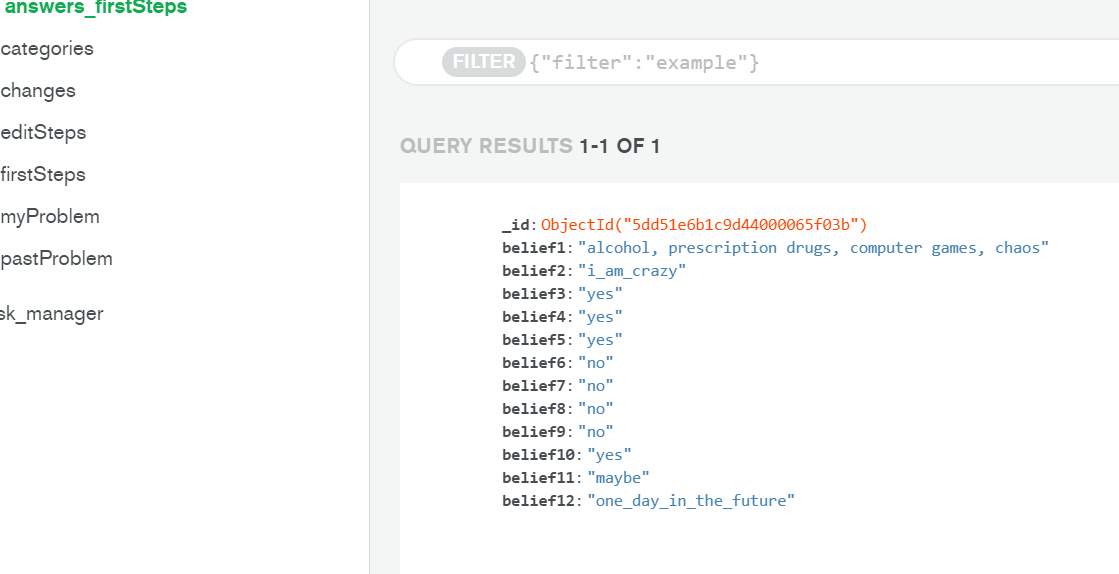 answers_firstSteps
categories
changes
editSteps
firstSteps
myProblem
pastProblem
sk_manager
FILTER {"filter":"example"}
QUERY RESULTS 1-1 OF 1
_id: ObjectId("5dd51e6b1c9d44000065f03b")
belief1: "alcohol, prescription drugs, computer games, chaos"
belief2: "i_am_crazy"
belief3: "yes"
belief4: "yes"
belief5: "yes"
belief6: "no"
belief7: "no"
belief8: "no"
belief9: "no"
belief10: "yes"
belief11: "maybe"
belief12: "one_day_in_the_future"